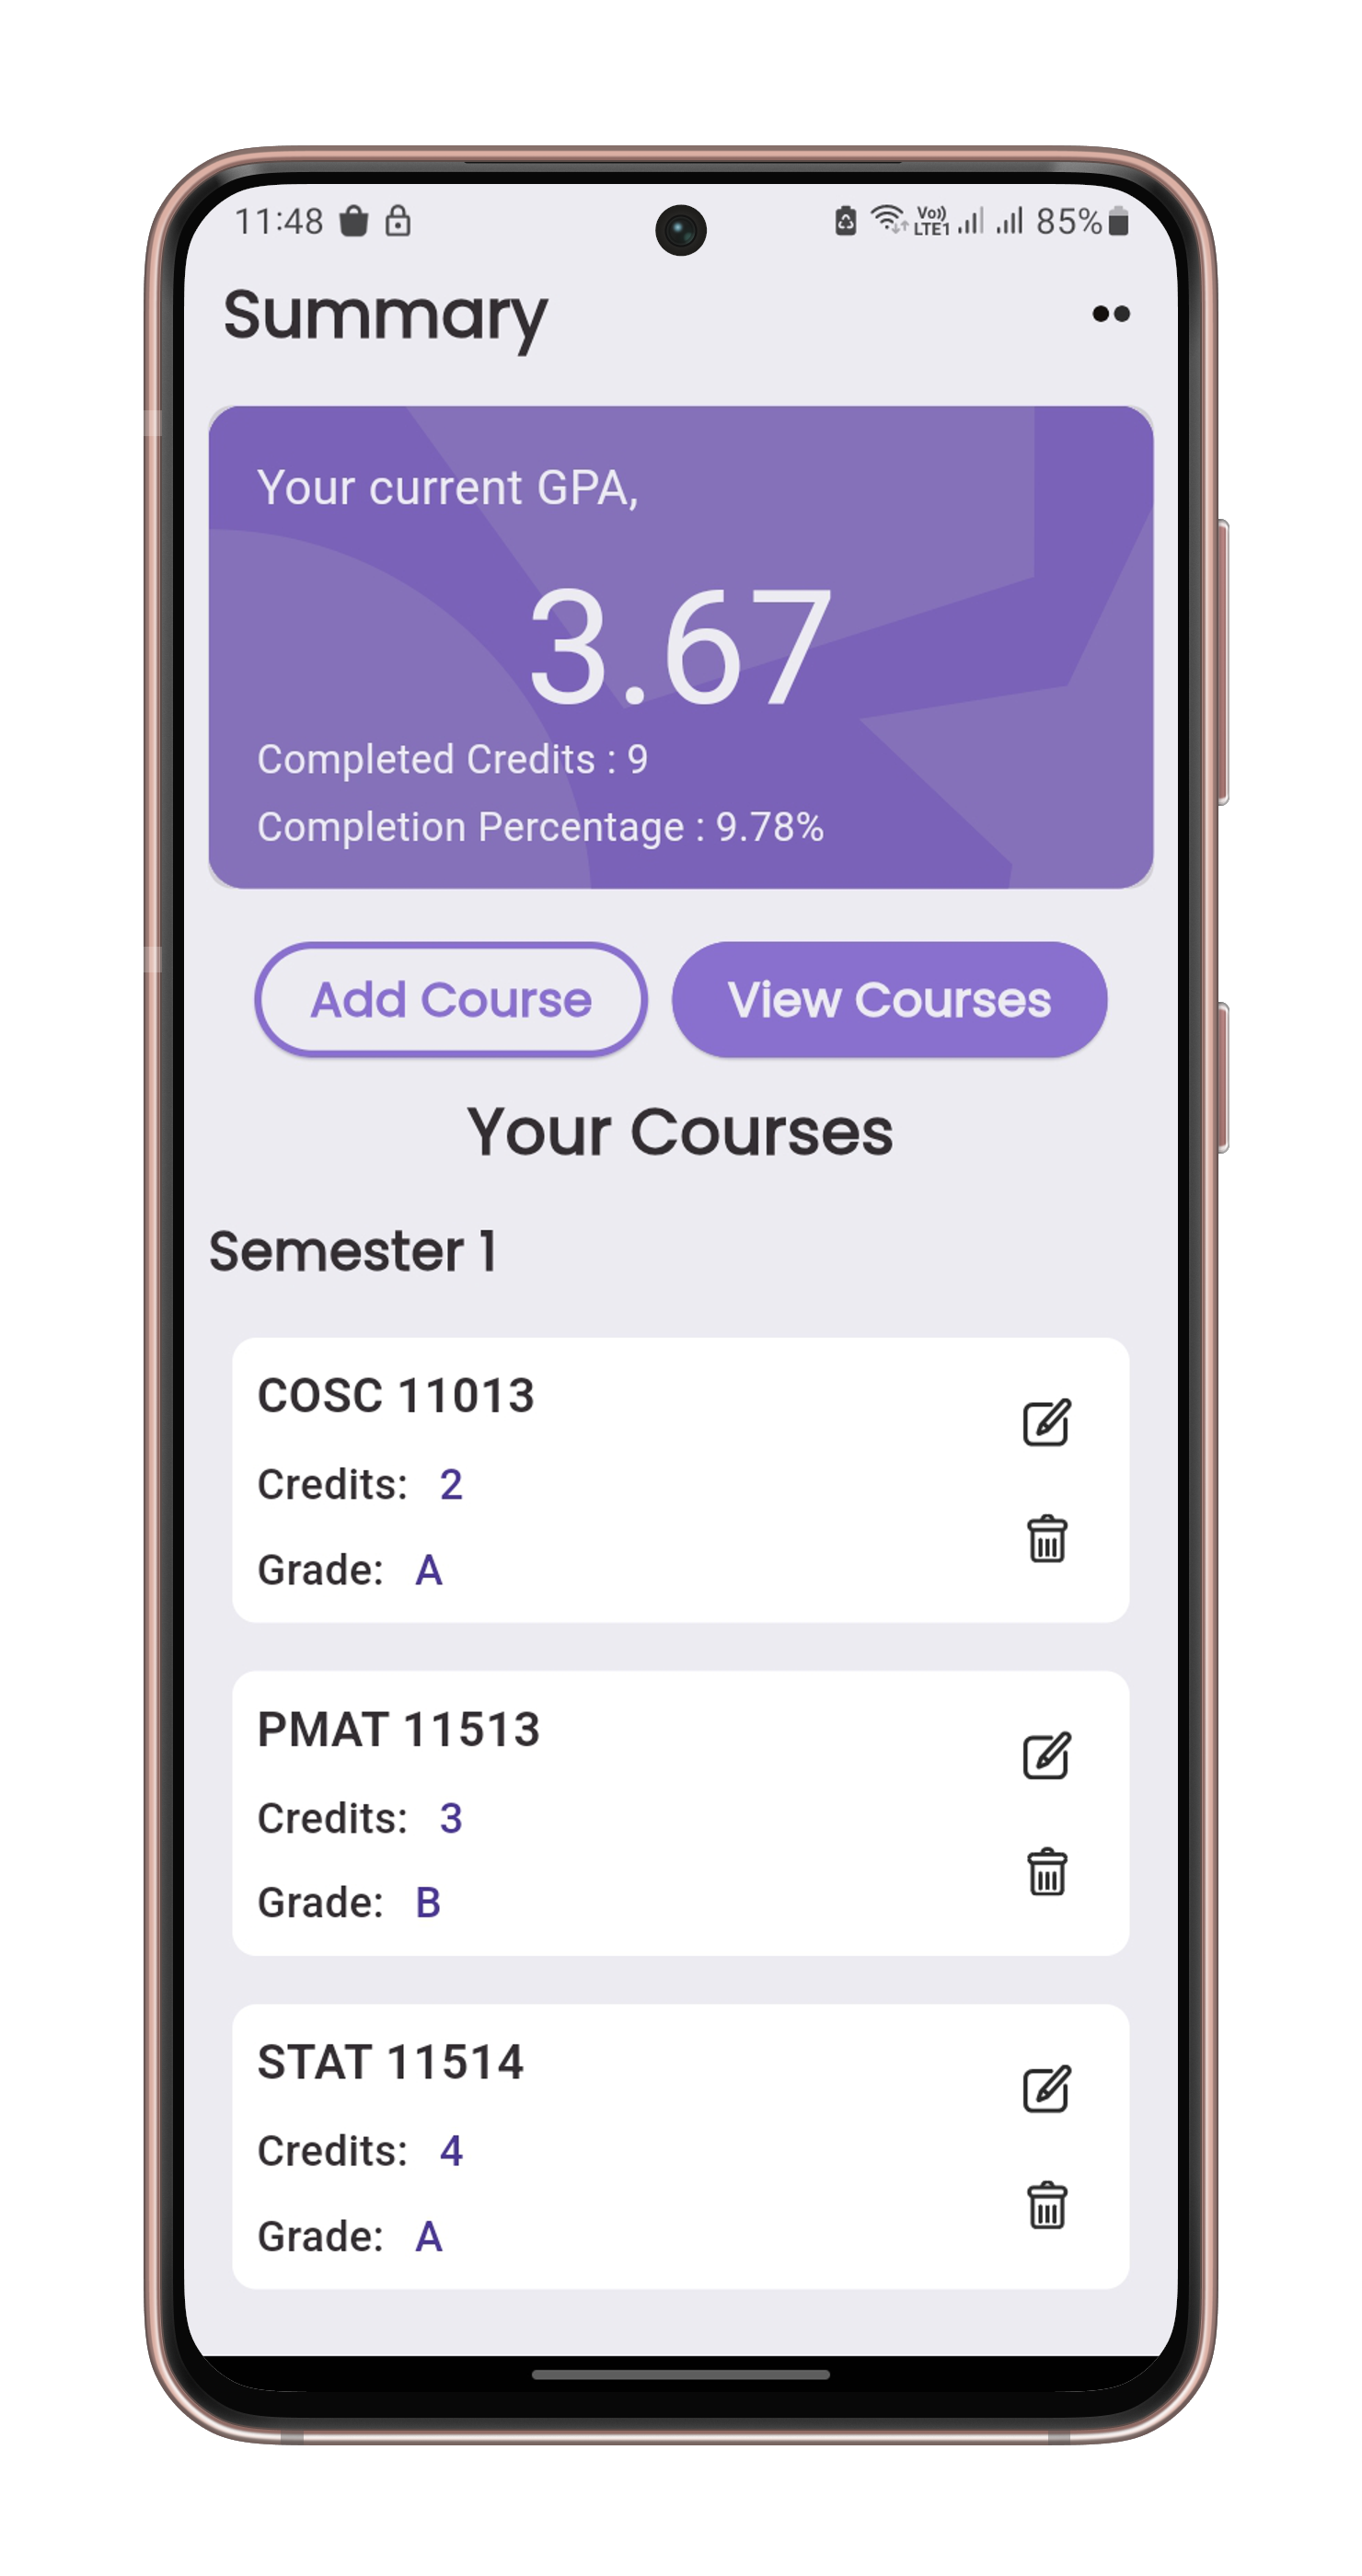 11:48
Vo))
LTE1
85%
Summary
Your current GPA,
3.67
Completed Credits : 9
Completion Percentage : 9.78%
Add Course
View Courses
Your Courses
Semester 1
COSC 11013
Credits: 2
Grade: A
PMAT 11513
Credits: 3
Grade: B
STAT 11514
Credits: 4
Grade: A